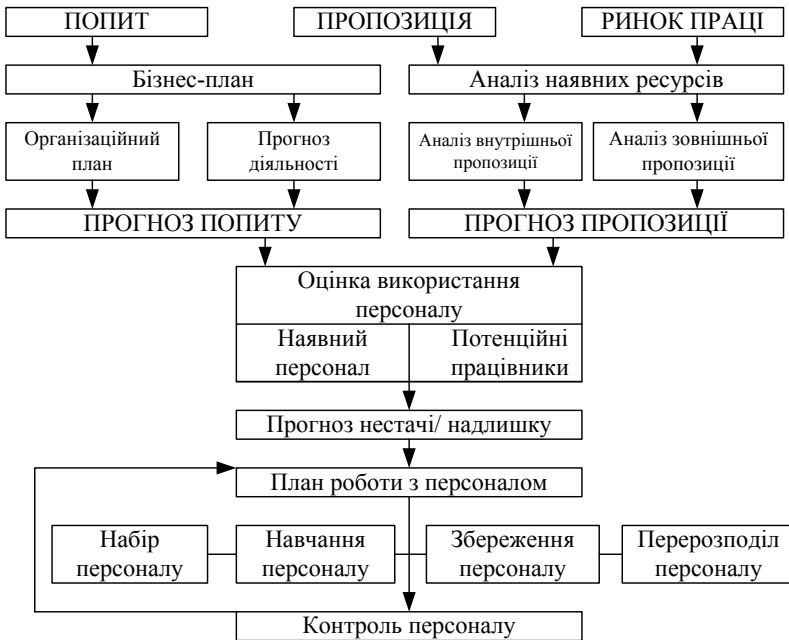 ПОПИТ
ПРОПОЗИЦІЯ
РИНОК ПРАЦІ
Бізнес-план
Аналіз наявних ресурсів
Організаційний
план
Прогноз
діяльності
Аналіз внутрішньої
пропозиції
Аналіз зовнішньої
пропозиції
ПРОГНОЗ ПОПИТУ
ПРОГНОЗ ПРОПОЗИЦІЇ
Оцінка використання
персоналу
Наявний
персонал
Потенційні
працівники
Прогноз нестачі/ надлишку
План роботи з персоналом
Набір
персоналу
Навчання
персоналу
Збереження
персоналу
Перерозподіл
персоналу
Контроль персоналу